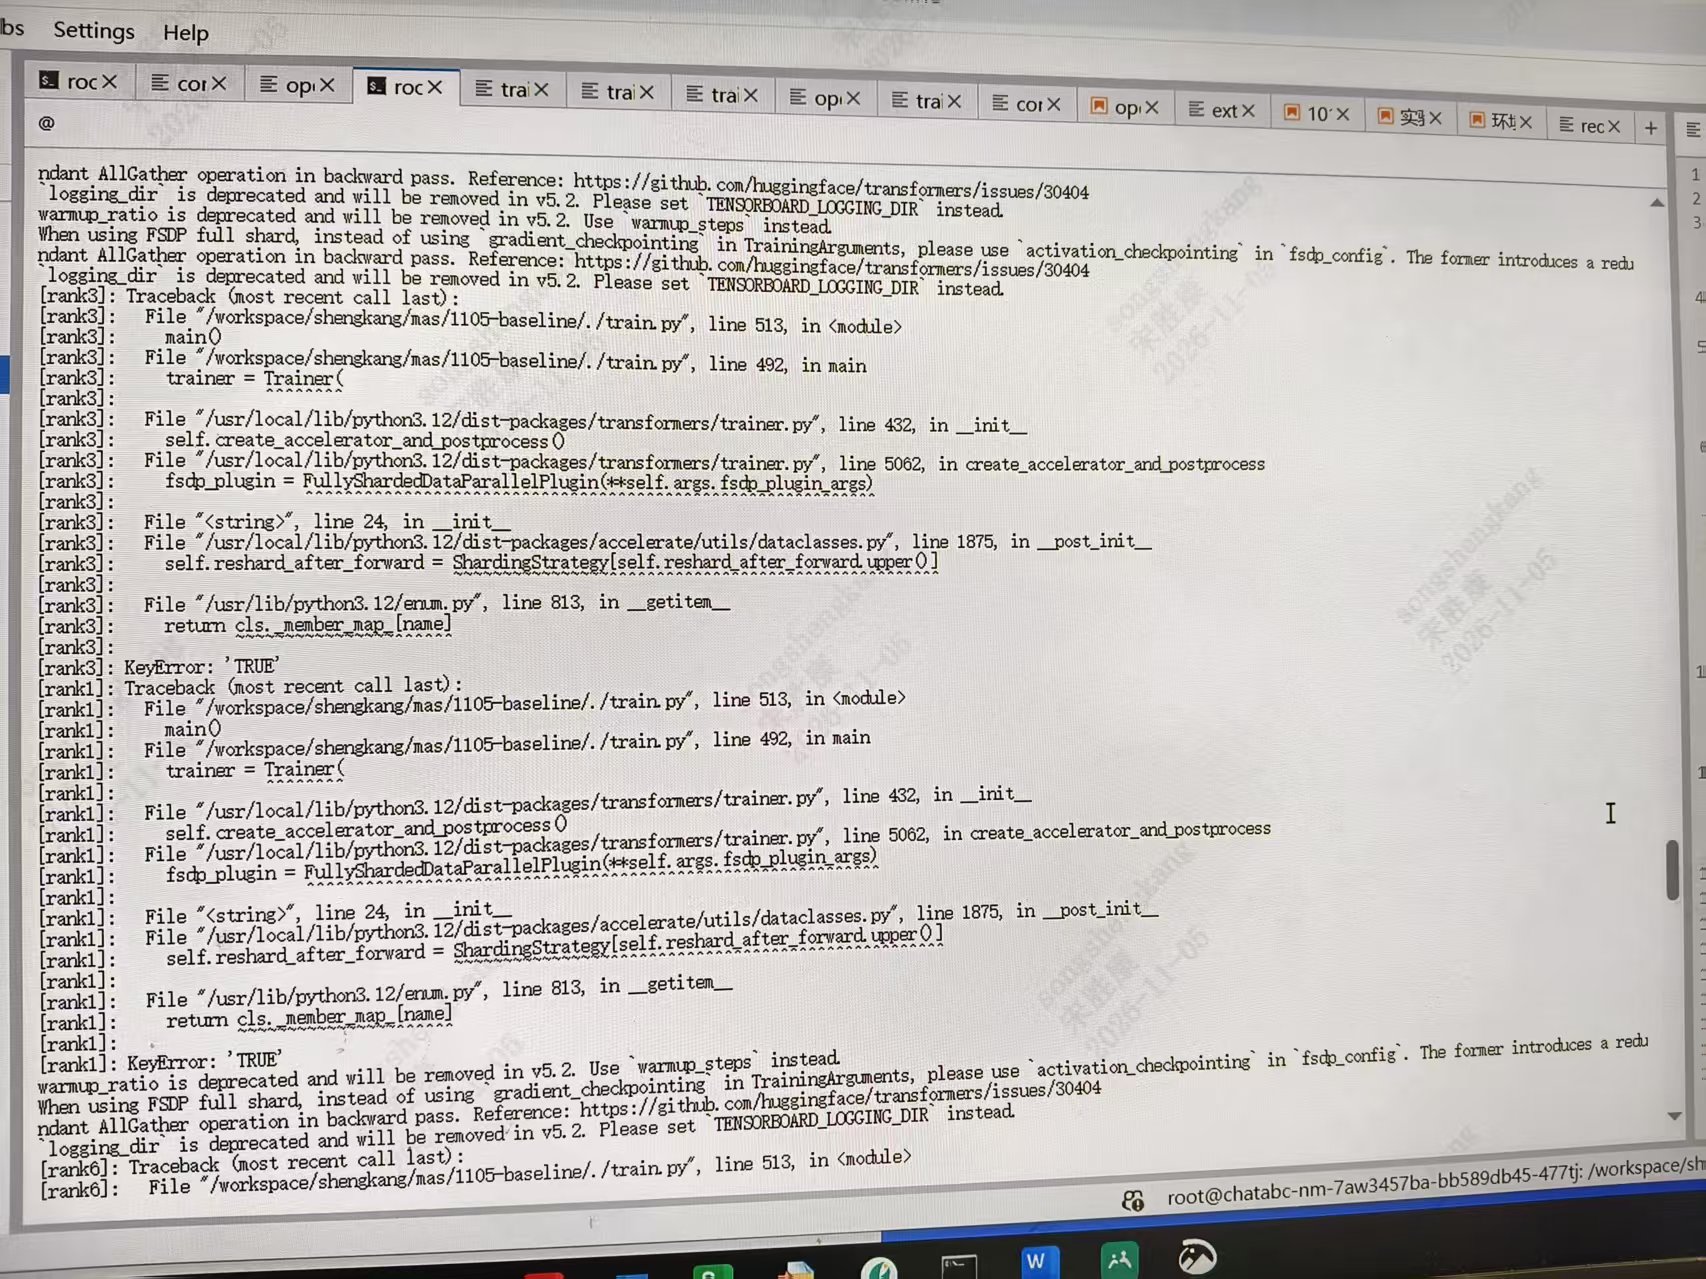 bs Settings Help
roc × cor × ope × roc × trai × trai × trai × ope × trai × cor × ope × ext × 10 × 实 × 环 × rec × +
@
ndant AllGather operation in backward pass. Reference: https://github.com/huggingface/transformers/issues/30404
`logging_dir` is deprecated and will be removed in v5.2. Please set `TENSORBOARD_LOGGING_DIR` instead.
warmup_ratio is deprecated and will be removed in v5.2. Use `warmup_steps` instead.
When using FSDP full shard, instead of using `gradient_checkpointing` in TrainingArguments, please use `activation_checkpointing` in `fsdp_config`. The former introduces a redu
ndant AllGather operation in backward pass. Reference: https://github.com/huggingface/transformers/issues/30404
`logging_dir` is deprecated and will be removed in v5.2. Please set `TENSORBOARD_LOGGING_DIR` instead.
[rank3]: Traceback (most recent call last):
[rank3]:   File "/workspace/shengkang/mas/1105-baseline/./train.py", line 513, in <module>
[rank3]:     main()
[rank3]:   File "/workspace/shengkang/mas/1105-baseline/./train.py", line 492, in main
[rank3]:     trainer = Trainer(
[rank3]:               ^^^^^^^^
[rank3]:   File "/usr/local/lib/python3.12/dist-packages/transformers/trainer.py", line 432, in __init__
[rank3]:     self.create_accelerator_and_postprocess()
[rank3]:   File "/usr/local/lib/python3.12/dist-packages/transformers/trainer.py", line 5062, in create_accelerator_and_postprocess
[rank3]:     fsdp_plugin = FullyShardedDataParallelPlugin(**self.args.fsdp_plugin_args)
[rank3]:                   ^^^^^^^^^^^^^^^^^^^^^^^^^^^^^^^^^^^^^^^^^^^^^^^^^^^^^^^^^^^^
[rank3]:   File "<string>", line 24, in __init__
[rank3]:   File "/usr/local/lib/python3.12/dist-packages/accelerate/utils/dataclasses.py", line 1875, in __post_init__
[rank3]:     self.reshard_after_forward = ShardingStrategy[self.reshard_after_forward.upper()]
[rank3]:                                  ~~~~~~~~~~~~~~~~^^^^^^^^^^^^^^^^^^^^^^^^^^^^^^^^^^^^
[rank3]:   File "/usr/lib/python3.12/enum.py", line 813, in __getitem__
[rank3]:     return cls._member_map_[name]
[rank3]:            ~~~~~~~~~~~~~~~~^^^^^^
[rank3]: KeyError: 'TRUE'
[rank1]: Traceback (most recent call last):
[rank1]:   File "/workspace/shengkang/mas/1105-baseline/./train.py", line 513, in <module>
[rank1]:     main()
[rank1]:   File "/workspace/shengkang/mas/1105-baseline/./train.py", line 492, in main
[rank1]:     trainer = Trainer(
[rank1]:               ^^^^^^^^
[rank1]:   File "/usr/local/lib/python3.12/dist-packages/transformers/trainer.py", line 432, in __init__
[rank1]:     self.create_accelerator_and_postprocess()
[rank1]:   File "/usr/local/lib/python3.12/dist-packages/transformers/trainer.py", line 5062, in create_accelerator_and_postprocess
[rank1]:     fsdp_plugin = FullyShardedDataParallelPlugin(**self.args.fsdp_plugin_args)
[rank1]:                   ^^^^^^^^^^^^^^^^^^^^^^^^^^^^^^^^^^^^^^^^^^^^^^^^^^^^^^^^^^^^
[rank1]:   File "<string>", line 24, in __init__
[rank1]:   File "/usr/local/lib/python3.12/dist-packages/accelerate/utils/dataclasses.py", line 1875, in __post_init__
[rank1]:     self.reshard_after_forward = ShardingStrategy[self.reshard_after_forward.upper()]
[rank1]:                                  ~~~~~~~~~~~~~~~~^^^^^^^^^^^^^^^^^^^^^^^^^^^^^^^^^^^^
[rank1]:   File "/usr/lib/python3.12/enum.py", line 813, in __getitem__
[rank1]:     return cls._member_map_[name]
[rank1]:            ~~~~~~~~~~~~~~~~^^^^^^
[rank1]: KeyError: 'TRUE'
warmup_ratio is deprecated and will be removed in v5.2. Use `warmup_steps` instead.
When using FSDP full shard, instead of using `gradient_checkpointing` in TrainingArguments, please use `activation_checkpointing` in `fsdp_config`. The former introduces a redu
ndant AllGather operation in backward pass. Reference: https://github.com/huggingface/transformers/issues/30404
`logging_dir` is deprecated and will be removed in v5.2. Please set `TENSORBOARD_LOGGING_DIR` instead.
[rank6]: Traceback (most recent call last):
[rank6]:   File "/workspace/shengkang/mas/1105-baseline/./train.py", line 513, in <module>
root@chatabc-nm-7aw3457ba-bb589db45-477tj: /workspace/sh
songshengkang
宋胜康
2026-11-05